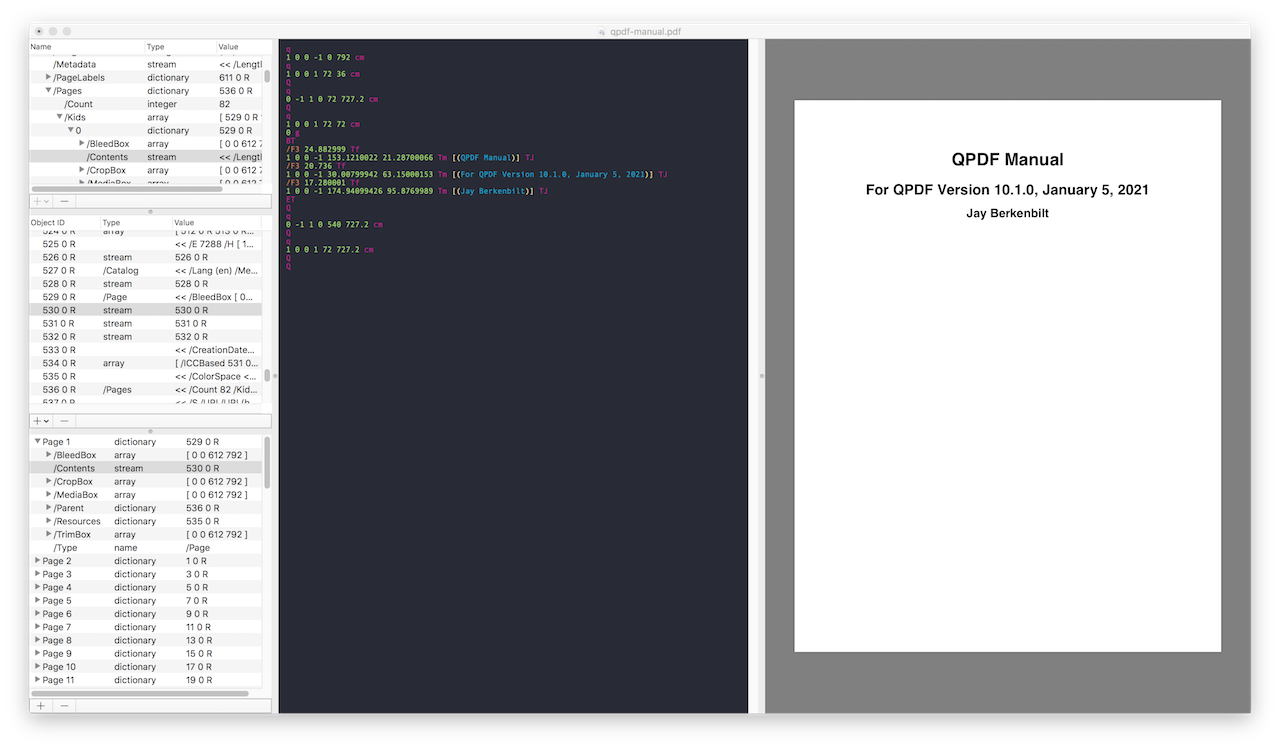 qpdf-manual.pdf
Name Type Value
/Metadata stream << /Lengtl
/PageLabels dictionary 611 0 R
/Pages dictionary 536 0 R
/Count integer 82
/Kids array [ 529 0 R
0 dictionary 529 0 R
/BleedBox array [ 0 0 612 7
/Contents stream << /Lengtl
/CropBox array [ 0 0 612 7
/MediaBox array [ 0 0 612 7
Object ID Type Value
524 0 R array [ 512 0 R 513 0 R...
525 0 R << /E 7288 /H [ 1...
526 0 R stream 526 0 R
527 0 R /Catalog << /Lang (en) /Me...
528 0 R stream 528 0 R
529 0 R /Page << /BleedBox [ 0...
530 0 R stream 530 0 R
531 0 R stream 531 0 R
532 0 R stream 532 0 R
533 0 R << /CreationDate...
534 0 R array [ /ICCBased 531 0...
535 0 R << /ColorSpace <...
536 0 R /Pages << /Count 82 /Kid...
537 0 R << /S /URI /URI (h...
Page 1 dictionary 529 0 R
/BleedBox array [ 0 0 612 792 ]
/Contents stream 530 0 R
/CropBox array [ 0 0 612 792 ]
/MediaBox array [ 0 0 612 792 ]
/Parent dictionary 536 0 R
/Resources dictionary 535 0 R
/TrimBox array [ 0 0 612 792 ]
/Type name /Page
Page 2 dictionary 1 0 R
Page 3 dictionary 3 0 R
Page 4 dictionary 5 0 R
Page 5 dictionary 7 0 R
Page 6 dictionary 9 0 R
Page 7 dictionary 11 0 R
Page 8 dictionary 13 0 R
Page 9 dictionary 15 0 R
Page 10 dictionary 17 0 R
Page 11 dictionary 19 0 R
q
1 0 0 -1 0 792 cm
q
1 0 0 1 72 36 cm
Q
q
0 -1 1 0 72 727.2 cm
Q
q
1 0 0 1 72 72 cm
0 g
BT
/F3 24.882999 Tf
1 0 0 -1 153.1210022 21.28700066 Tm [(QPDF Manual)] TJ
/F3 20.736 Tf
1 0 0 -1 30.00799942 63.15000153 Tm [(For QPDF Version 10.1.0, January 5, 2021)] TJ
/F3 17.280001 Tf
1 0 0 -1 174.94099426 95.8769989 Tm [(Jay Berkenbilt)] TJ
ET
Q
q
0 -1 1 0 540 727.2 cm
Q
q
1 0 0 1 72 727.2 cm
Q
Q
QPDF Manual
For QPDF Version 10.1.0, January 5, 2021
Jay Berkenbilt